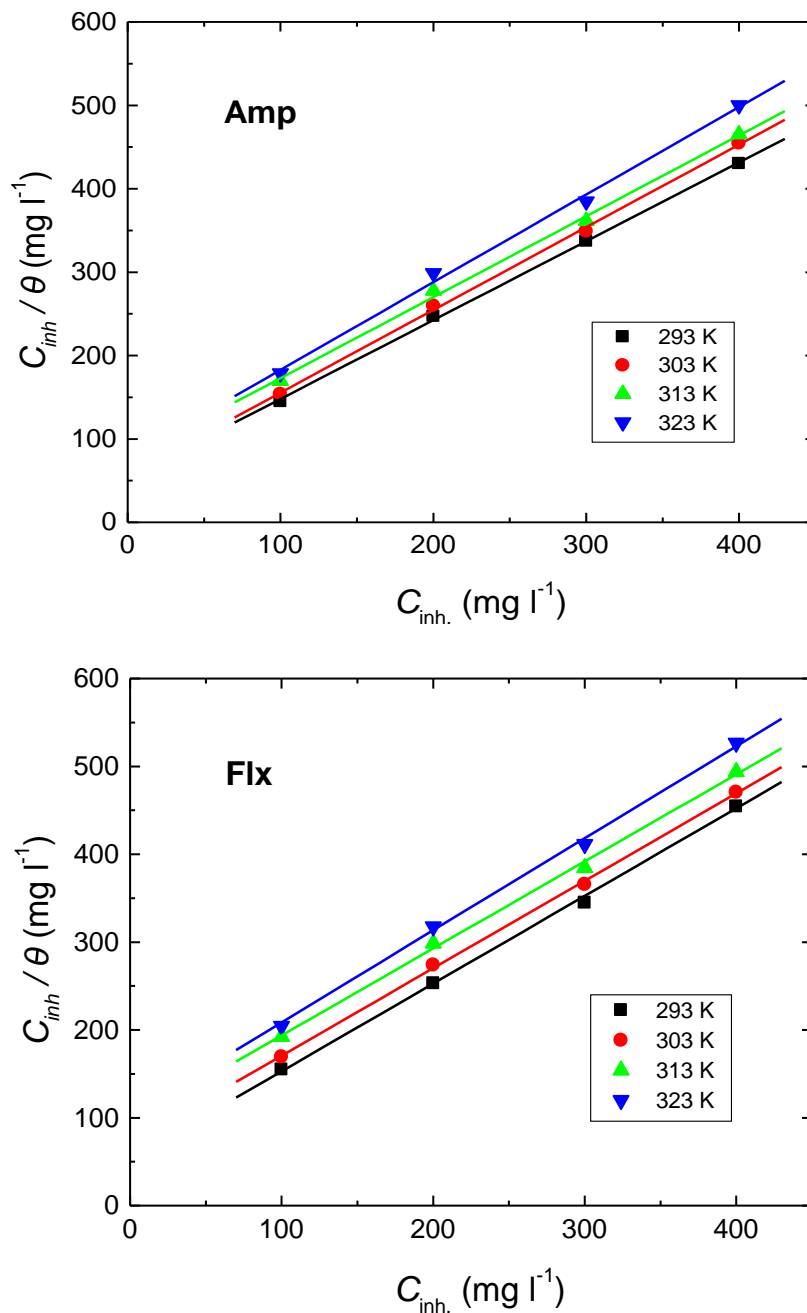 600
500
400
300
200
100
0
C_inh / θ (mg l⁻¹)
Amp
293 K
303 K
313 K
323 K
0 100 200 300 400
C_inh. (mg l⁻¹)
600
500
400
300
200
100
0
C_inh / θ (mg l⁻¹)
Flx
293 K
303 K
313 K
323 K
0 100 200 300 400
C_inh. (mg l⁻¹)